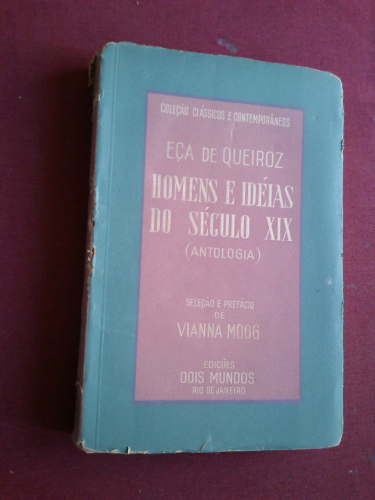 COLEÇÃO CLÁSSICOS E CONTEMPORÂNEOS
EÇA DE QUEIROZ
HOMENS E IDÉIAS
DO SÉCULO XIX
(ANTOLOGIA)
SELEÇÃO E PREFÁCIO
DE
VIANNA MOOG
EDIÇÕES
DOIS MUNDOS
RIO DE JANEIRO